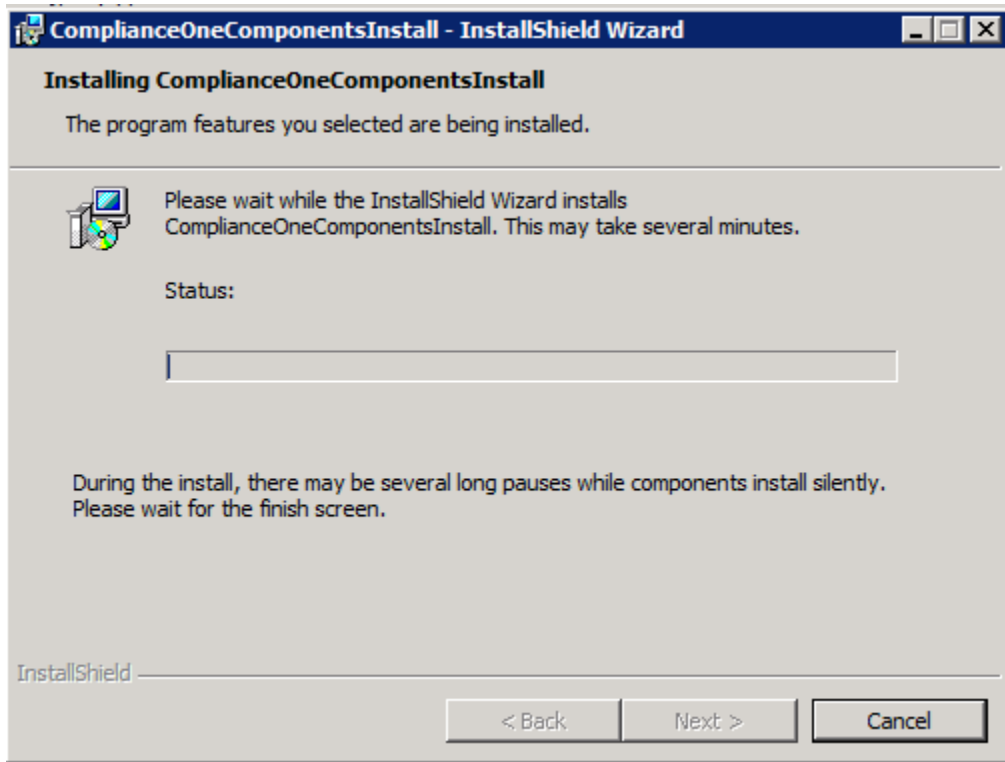 ComplianceOneComponentsInstall - InstallShield Wizard
Installing ComplianceOneComponentsInstall
The program features you selected are being installed.
Please wait while the InstallShield Wizard installs
ComplianceOneComponentsInstall. This may take several minutes.
Status:
During the install, there may be several long pauses while components install silently.
Please wait for the finish screen.
InstallShield
< Back Next > Cancel